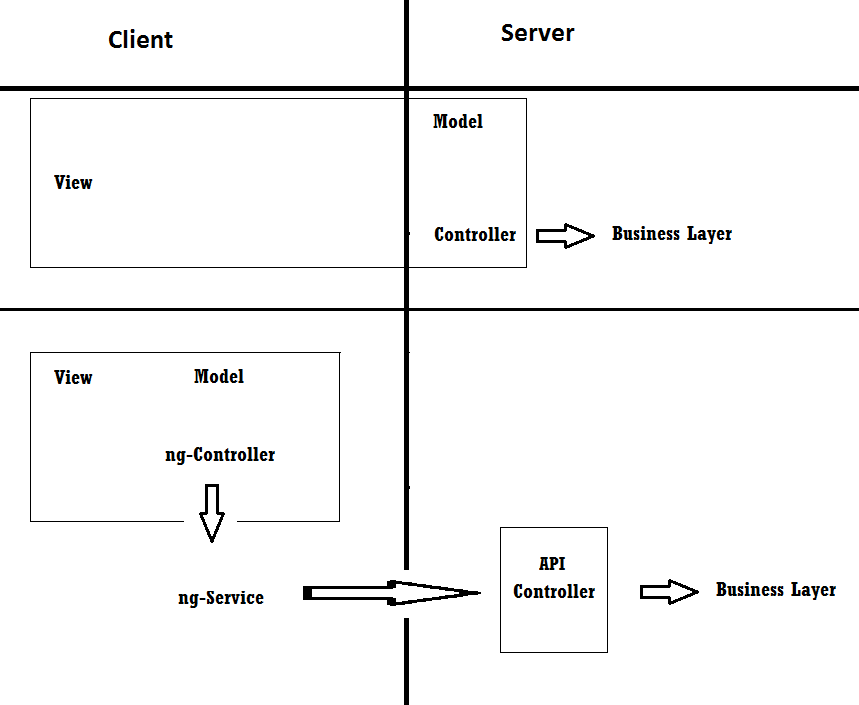 Client
Server
Model
View
Controller
Business Layer
View
Model
ng-Controller
API
Controller
ng-Service
Business Layer